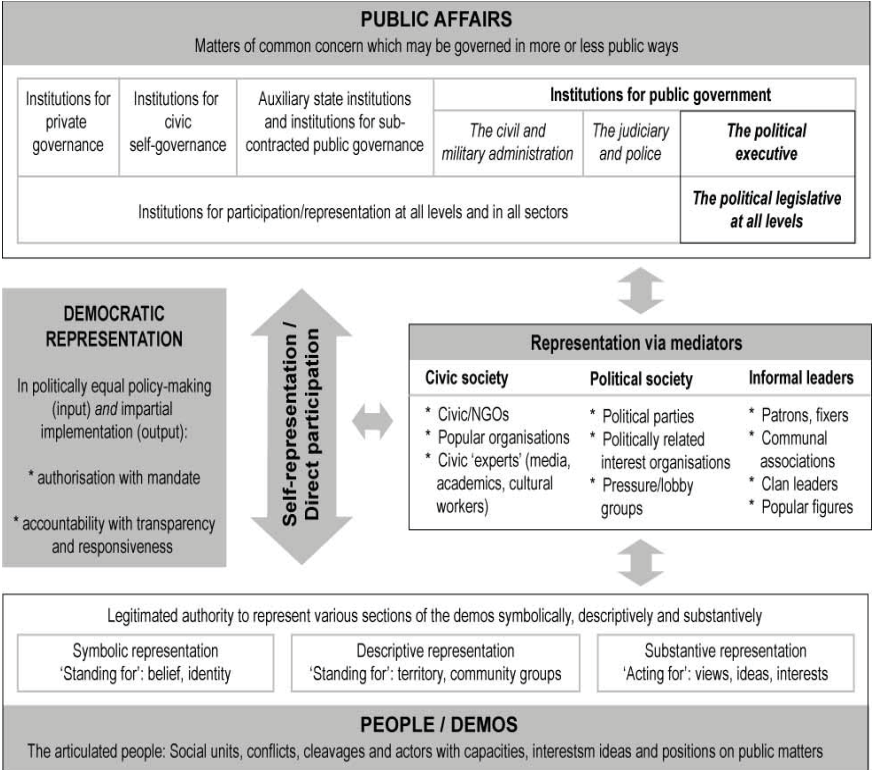 PUBLIC AFFAIRS
Matters of common concern which may be governed in more or less public ways
Institutions for
private
governance
Institutions for
civic
self-governance
Auxiliary state institutions
and institutions for sub-
contracted public governance
Institutions for public government
The civil and
military administration
The judiciary
and police
The political
executive
Institutions for participation/representation at all levels and in all sectors
The political legislative
at all levels
DEMOCRATIC
REPRESENTATION
In politically equal policy-making
(input) and impartial
implementation (output):
* authorisation with mandate
* accountability with transparency
and responsiveness
Self-representation /
Direct participation
Representation via mediators
Civic society
* Civic/NGOs
* Popular organisations
* Civic 'experts' (media,
academics, cultural
workers)
Political society
* Political parties
* Politically related
interest organisations
* Pressure/lobby
groups
Informal leaders
* Patrons, fixers
* Communal
associations
* Clan leaders
* Popular figures
Legitimated authority to represent various sections of the demos symbolically, descriptively and substantively
Symbolic representation
'Standing for': belief, identity
Descriptive representation
'Standing for': territory, community groups
Substantive representation
'Acting for': views, ideas, interests
PEOPLE / DEMOS
The articulated people: Social units, conflicts, cleavages and actors with capacities, interestsm ideas and positions on public matters